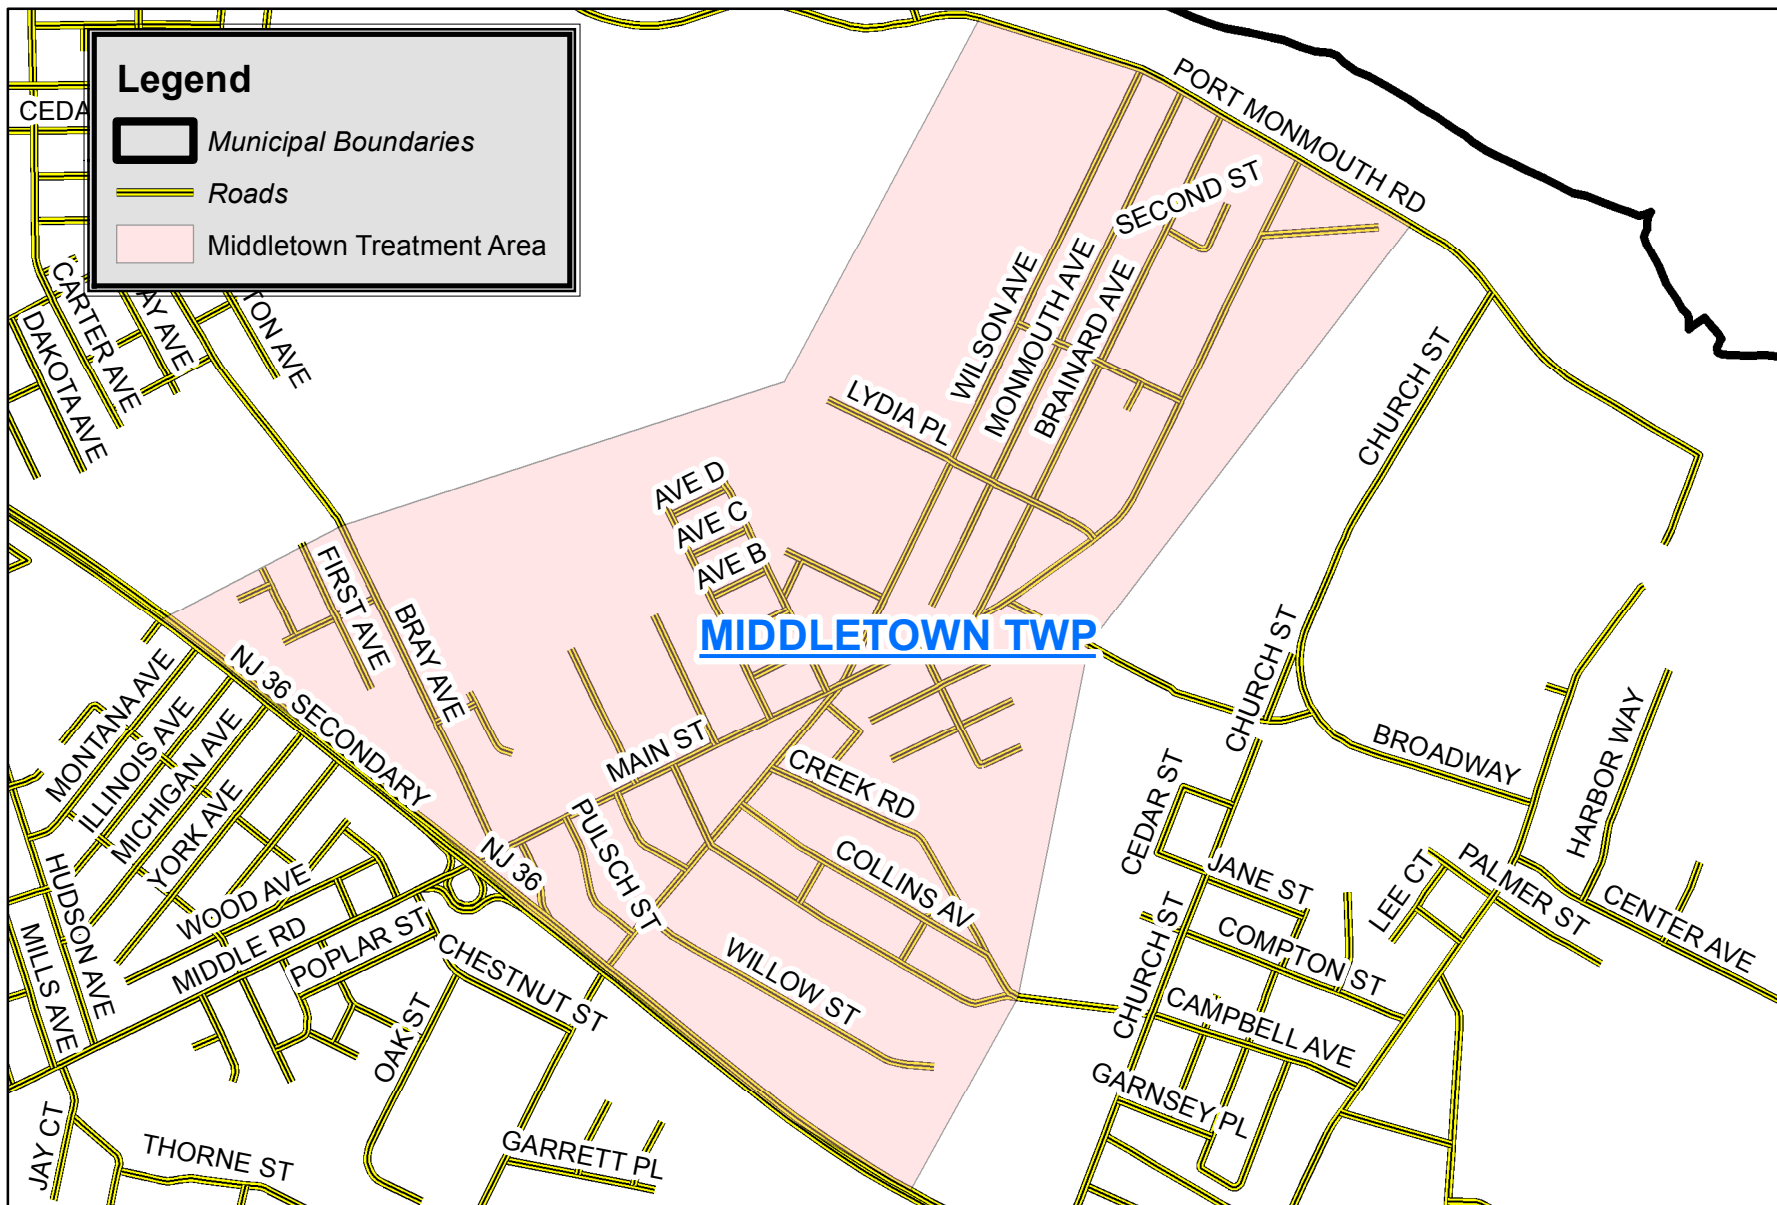 Legend
Municipal Boundaries
Roads
Middletown Treatment Area
CEDA
PORT MONMOUTH RD
SECOND ST
WILSON AVE
MONMOUTH AVE
BRAINARD AVE
CARTER AVE
AY AVE
TON AVE
DAKOTA AVE
CHURCH ST
LYDIA PL
AVE D
AVE C
AVE B
FIRST AVE
BRAY AVE
MIDDLETOWN TWP
NJ 36 SECONDARY
MONTANA AVE
ILLINOIS AVE
MICHIGAN AVE
YORK AVE
MAIN ST
CHURCH ST
BROADWAY
HARBOR WAY
CREEK RD
PULSCH ST
NJ 36
COLLINS AV
CEDAR ST
JANE ST
LEE CT
PALMER ST
CENTER AVE
HUDSON AVE
WOOD AVE
MIDDLE RD
POPLAR ST
MILLS AVE
CHESTNUT ST
WILLOW ST
CHURCH ST
COMPTON ST
CAMPBELL AVE
OAK ST
GARNSEY PL
JAY CT
THORNE ST
GARRETT PL